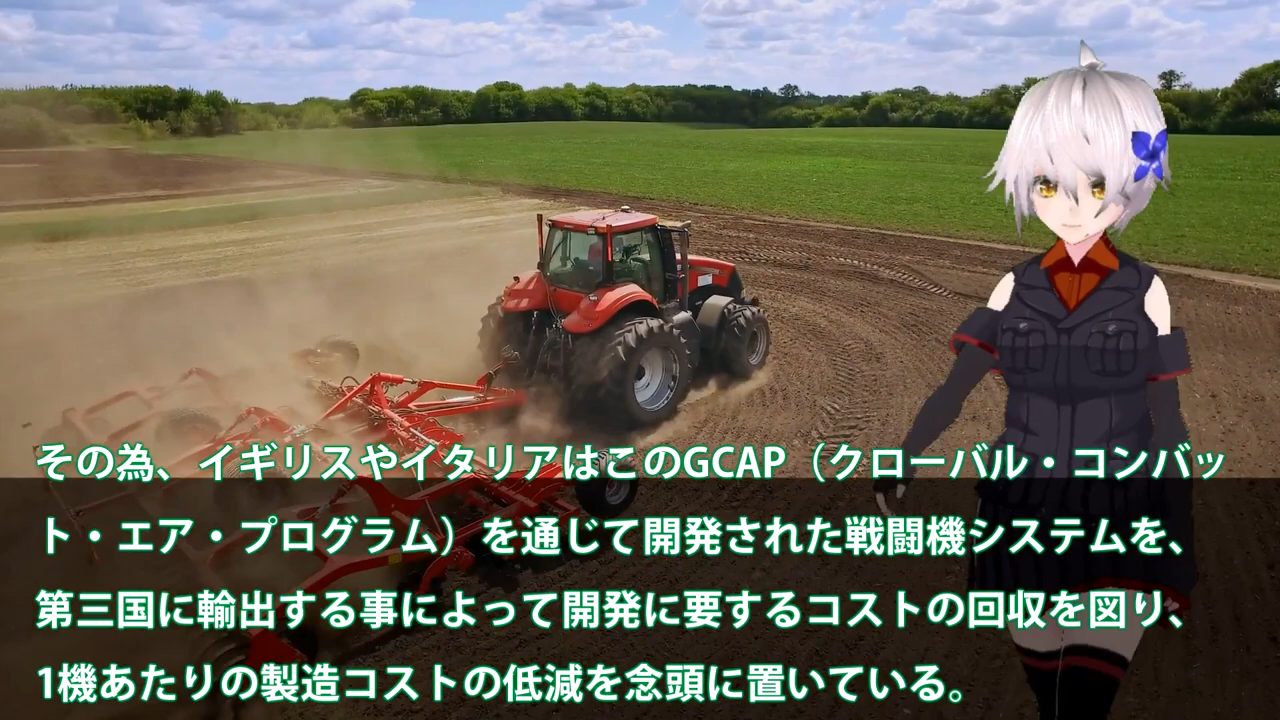 その為、イギリスやイタリアはこのGCAP（クローバル・コンバッ
ト・エア・プログラム）を通じて開発された戦闘機システムを、
第三国に輸出する事によって開発に要するコストの回収を図り、
1機あたりの製造コストの低減を念頭に置いている。